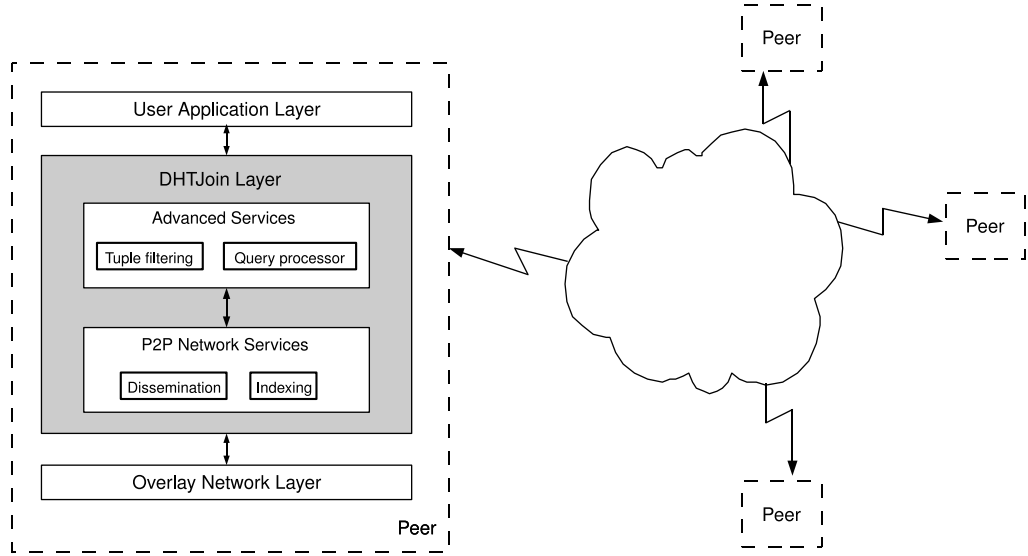 Peer
User Application Layer
DHTJoin Layer
Advanced Services
Tuple filtering
Query processor
P2P Network Services
Dissemination
Indexing
Overlay Network Layer
Peer
Peer
Peer